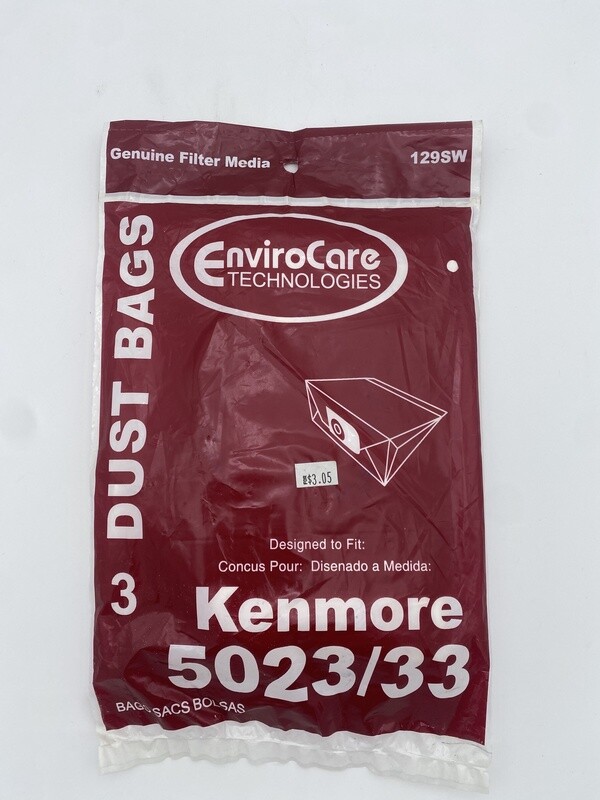 Genuine Filter Media
129SW
EnviroCare
TECHNOLOGIES
3 DUST BAGS
$3.05
Designed to Fit:
Concus Pour: Disenado a Medida:
Kenmore
5023/33
BAGS SACS BOLSAS